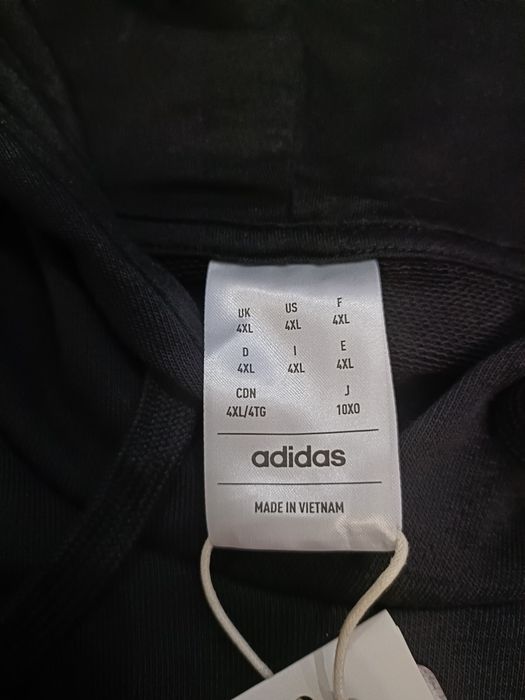 UK US F
4XL 4XL 4XL
D I E
4XL 4XL 4XL
CDN J
4XL/4TG 10XO
adidas
MADE IN VIETNAM